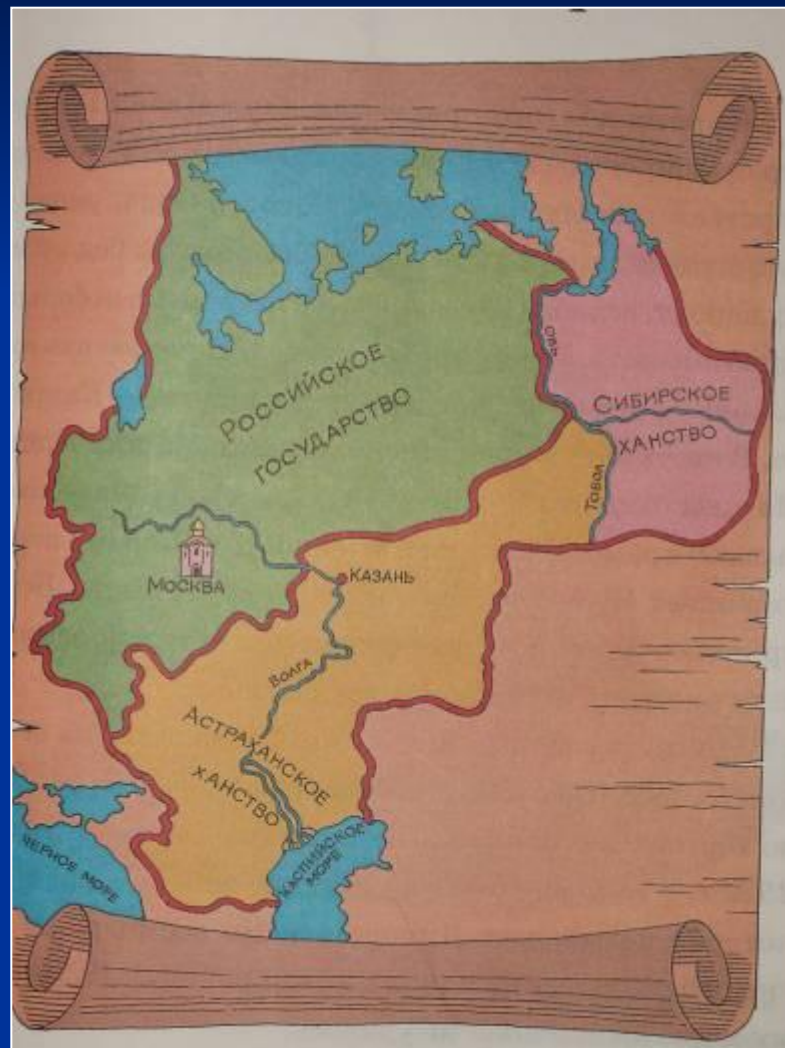 РОССИЙСКОЕ
ГОСУДАРСТВО
ОБЬ
СИБИРСКОЕ
ХАНСТВО
ТОБОЛ
МОСКВА
КАЗАНЬ
ВОЛГА
АСТРАХАНСКОЕ
ХАНСТВО
КАСПИЙСКОЕ
МОРЕ
ЧЕРНОЕ МОРЕ